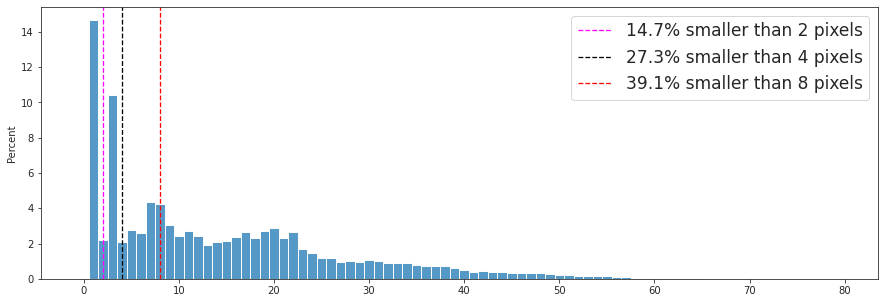 14.7% smaller than 2 pixels
27.3% smaller than 4 pixels
39.1% smaller than 8 pixels
Percent
14
12
10
8
6
4
2
0
0 10 20 30 40 50 60 70 80